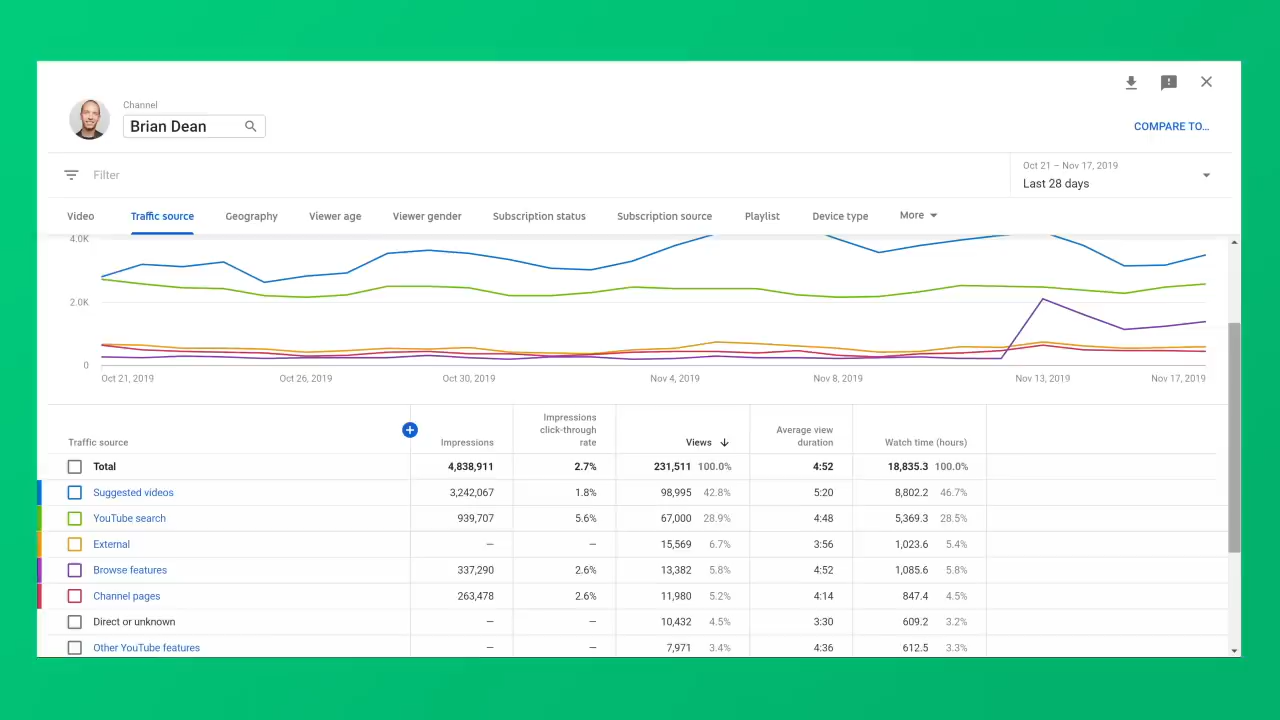 Channel
Brian Dean
COMPARE TO...
Filter
Oct 21 – Nov 17, 2019
Last 28 days
Video Traffic source Geography Viewer age Viewer gender Subscription status Subscription source Playlist Device type More
4.0K
2.0K
0
Oct 21, 2019 Oct 26, 2019 Oct 30, 2019 Nov 4, 2019 Nov 8, 2019 Nov 13, 2019 Nov 17, 2019
Traffic source Impressions Impressions click-through rate Views Average view duration Watch time (hours)
Total 4,838,911 2.7% 231,511 100.0% 4:52 18,835.3 100.0%
Suggested videos 3,242,067 1.8% 98,995 42.8% 5:20 8,802.2 46.7%
YouTube search 939,707 5.6% 67,000 28.9% 4:48 5,369.3 28.5%
External — — 15,569 6.7% 3:56 1,023.6 5.4%
Browse features 337,290 2.6% 13,382 5.8% 4:52 1,085.6 5.8%
Channel pages 263,478 2.6% 11,980 5.2% 4:14 847.4 4.5%
Direct or unknown — — 10,432 4.5% 3:30 609.2 3.2%
Other YouTube features — — 7,971 3.4% 4:36 612.5 3.3%